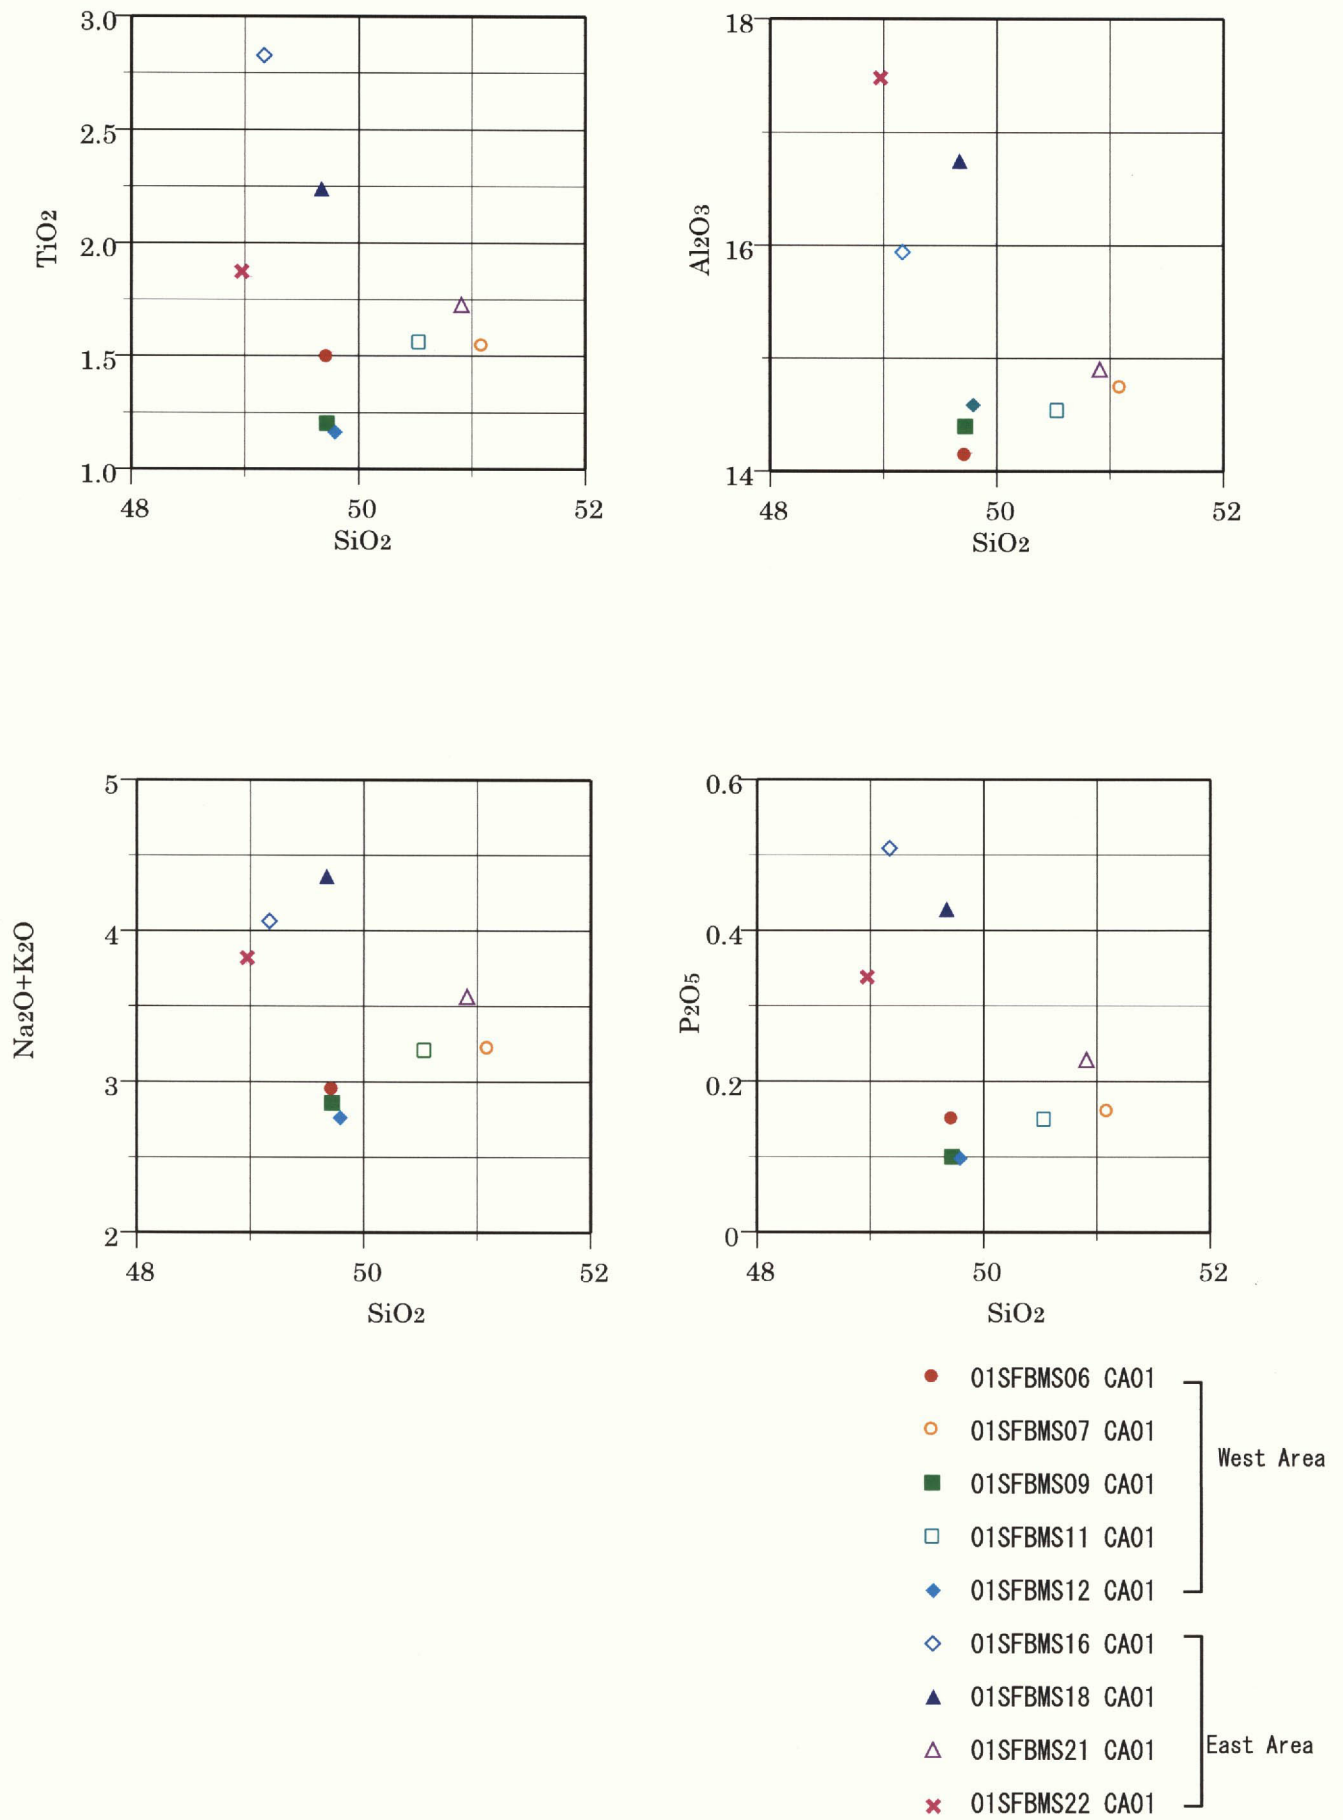 3.0
2.5
2.0
1.5
1.0
TiO2
48 50 52
SiO2
18
16
14
Al2O3
48 50 52
SiO2
5
4
3
2
Na2O+K2O
48 50 52
SiO2
0.6
0.4
0.2
0
P2O5
48 50 52
SiO2
01SFBMS06 CA01
01SFBMS07 CA01
01SFBMS09 CA01
01SFBMS11 CA01
01SFBMS12 CA01
West Area
01SFBMS16 CA01
01SFBMS18 CA01
01SFBMS21 CA01
01SFBMS22 CA01
East Area